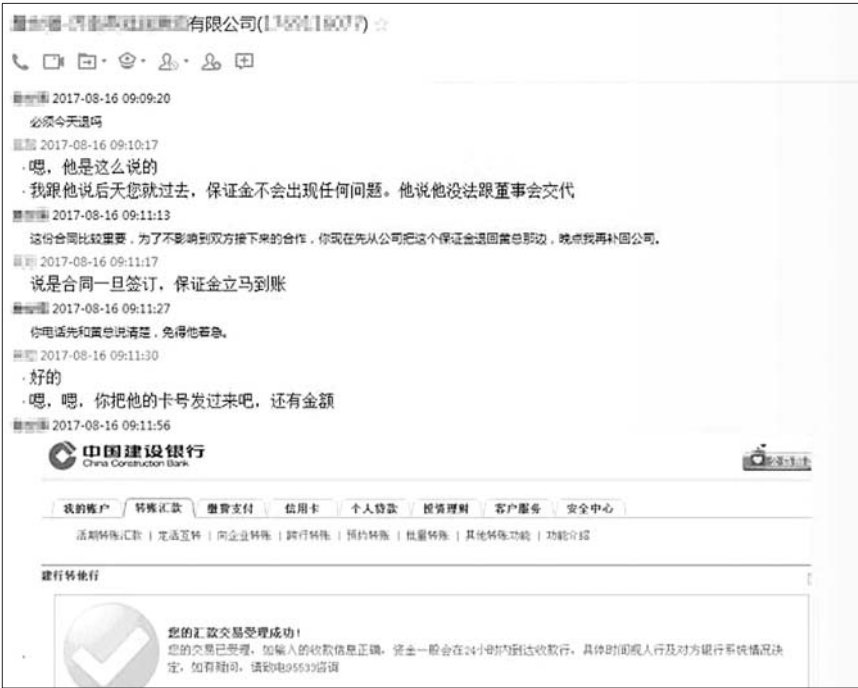 有限公司
2017-08-16 09:09:20
必须今天退吗
2017-08-16 09:10:17
·嗯，他是这么说的
·我跟他说后天您就过去，保证金不会出现任何问题。他说他没法跟董事会交代
2017-08-16 09:11:13
这份合同比较重要，为了不影响到双方接下来的合作，你现在先从公司把这个保证金退回黄总那边，晚点我再补回公司。
2017-08-16 09:11:17
说是合同一旦签订，保证金立马到账
2017-08-16 09:11:27
你电话先和黄总说清楚，免得他着急。
2017-08-16 09:11:30
·好的
·嗯，嗯，你把他的卡号发过来吧，还有金额
2017-08-16 09:11:56
中国建设银行
China Construction Bank
我的账户 转账汇款 缴费支付 信用卡 个人贷款 投资理财 客户服务 安全中心
活期转账汇款 | 定活互转 | 向企业转账 | 跨行转账 | 预约转账 | 批量转账 | 其他转账功能 | 功能介绍
建行转他行
您的汇款交易受理成功！
您的交易已受理，如输入的收款信息正确，资金一般会在24小时内到达收款行，具体时间视人行及对方银行系统情况决
定，如有疑问，请致电95533咨询